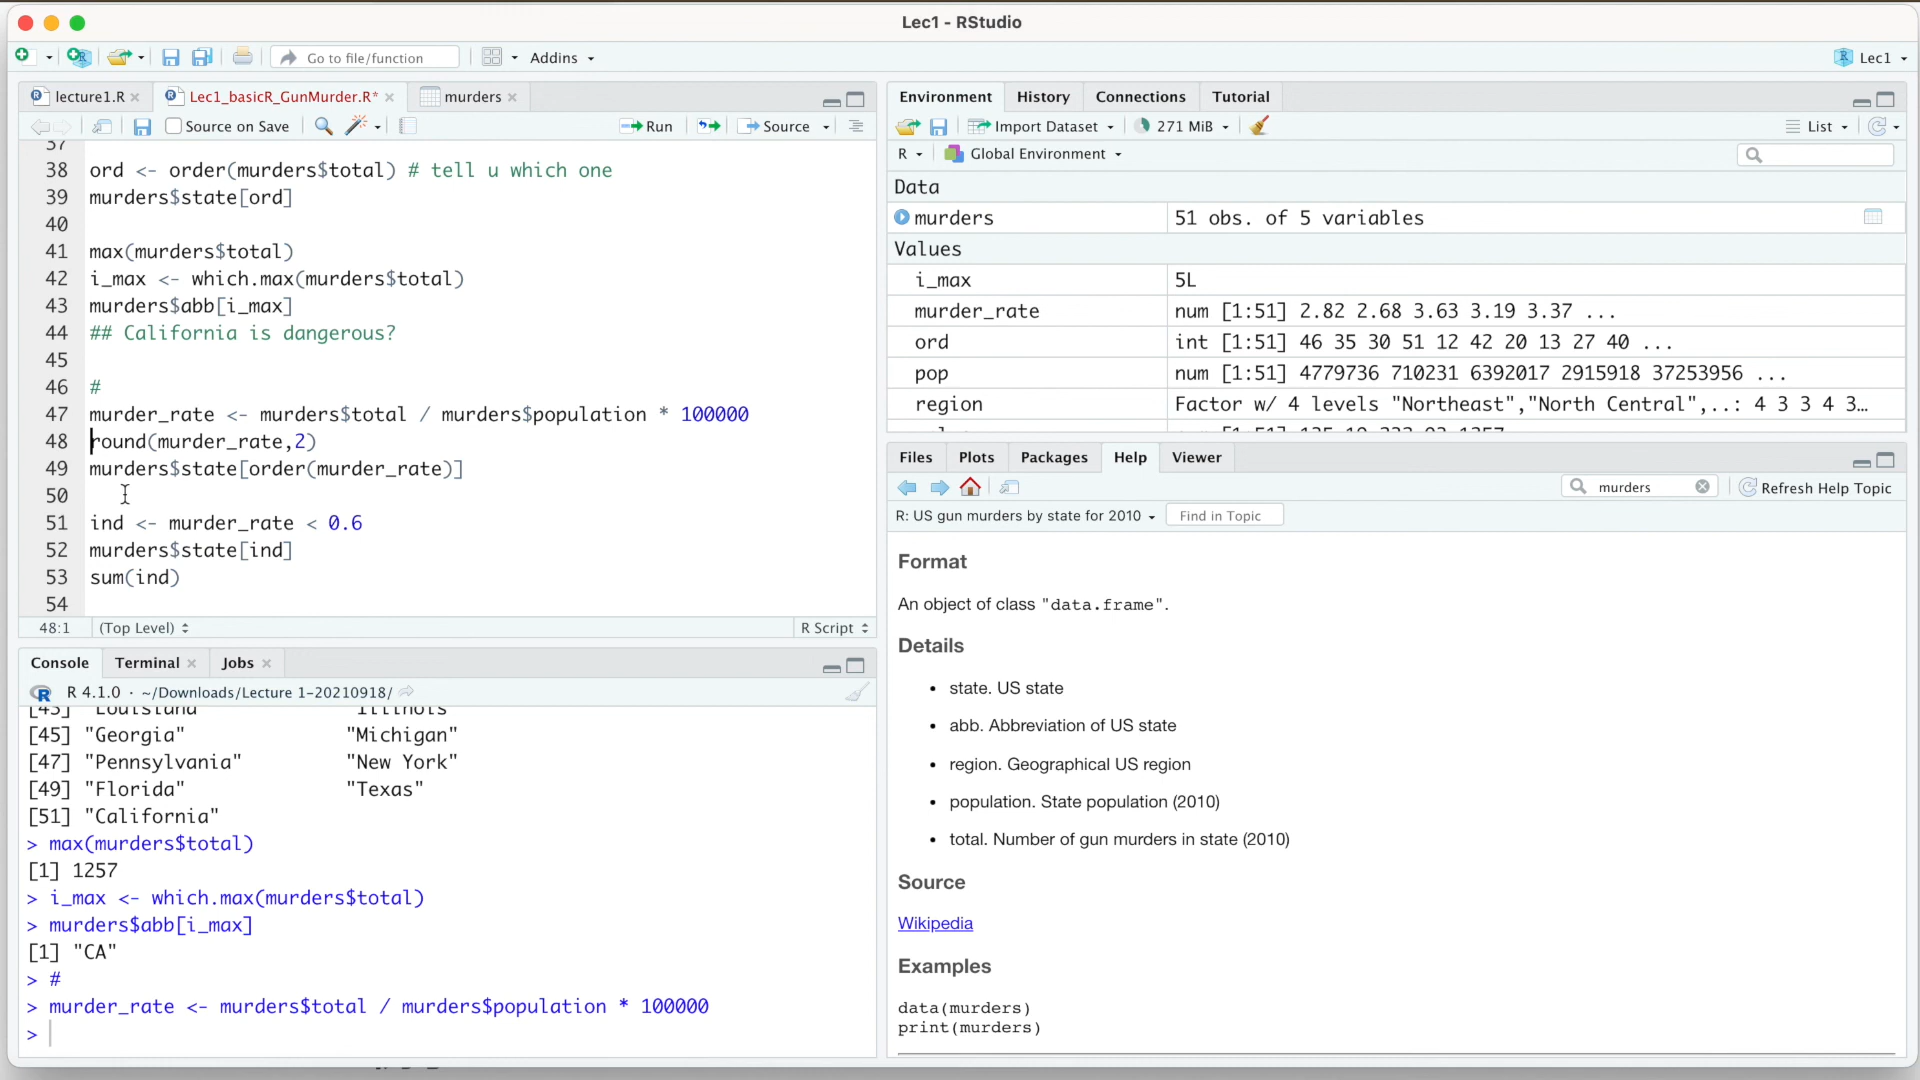 Lec1 - RStudio
Go to file/function
Addins
Lec1
lecture1.R
Lec1_basicR_GunMurder.R*
murders
Source on Save
Run
Source
37
38 ord <- order(murders$total) # tell u which one
39 murders$state[ord]
40
41 max(murders$total)
42 i_max <- which.max(murders$total)
43 murders$abb[i_max]
44 ## California is dangerous?
45
46 #
47 murder_rate <- murders$total / murders$population * 100000
48 round(murder_rate,2)
49 murders$state[order(murder_rate)]
50
51 ind <- murder_rate < 0.6
52 murders$state[ind]
53 sum(ind)
54
48:1 (Top Level) R Script
Console Terminal Jobs
R 4.1.0 · ~/Downloads/Lecture 1-20210918/
[43] "Louisiana" "Illinois"
[45] "Georgia" "Michigan"
[47] "Pennsylvania" "New York"
[49] "Florida" "Texas"
[51] "California"
> max(murders$total)
[1] 1257
> i_max <- which.max(murders$total)
> murders$abb[i_max]
[1] "CA"
> #
> murder_rate <- murders$total / murders$population * 100000
>
Environment History Connections Tutorial
Import Dataset 271 MiB List
R Global Environment
Data
murders 51 obs. of 5 variables
Values
i_max 5L
murder_rate num [1:51] 2.82 2.68 3.63 3.19 3.37 ...
ord int [1:51] 46 35 30 51 12 42 20 13 27 40 ...
pop num [1:51] 4779736 710231 6392017 2915918 37253956 ...
region Factor w/ 4 levels "Northeast","North Central",..: 4 3 3 4 3…
Files Plots Packages Help Viewer
murders Refresh Help Topic
R: US gun murders by state for 2010 Find in Topic
Format
An object of class "data.frame".
Details
• state. US state
• abb. Abbreviation of US state
• region. Geographical US region
• population. State population (2010)
• total. Number of gun murders in state (2010)
Source
Wikipedia
Examples
data(murders)
print(murders)